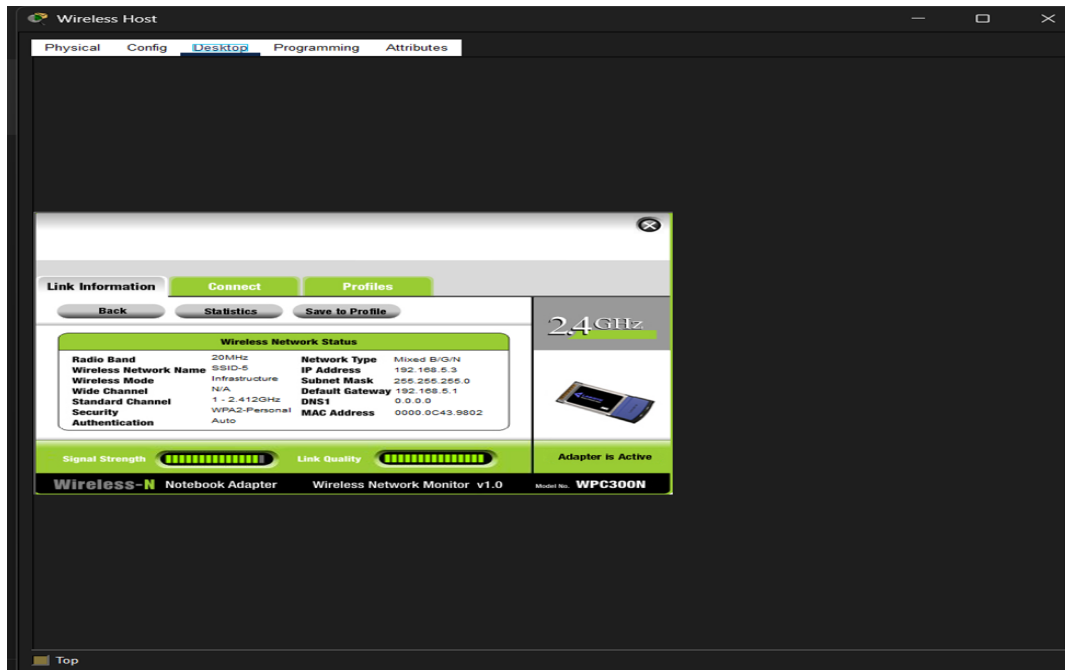 Wireless Host
Physical Config Desktop Programming Attributes
Link Information Connect Profiles
Back Statistics Save to Profile
2.4GHz
Wireless Network Status
Radio Band 20MHz Network Type Mixed B/G/N
Wireless Network Name SSID-5 IP Address 192.168.5.3
Wireless Mode Infrastructure Subnet Mask 255.255.255.0
Wide Channel N/A Default Gateway 192.168.5.1
Standard Channel 1 - 2.412GHz DNS1 0.0.0.0
Security WPA2-Personal MAC Address 0000.0C43.9802
Authentication Auto
Signal Strength Link Quality Adapter is Active
Wireless-N Notebook Adapter Wireless Network Monitor v1.0 Model No. WPC300N
Top